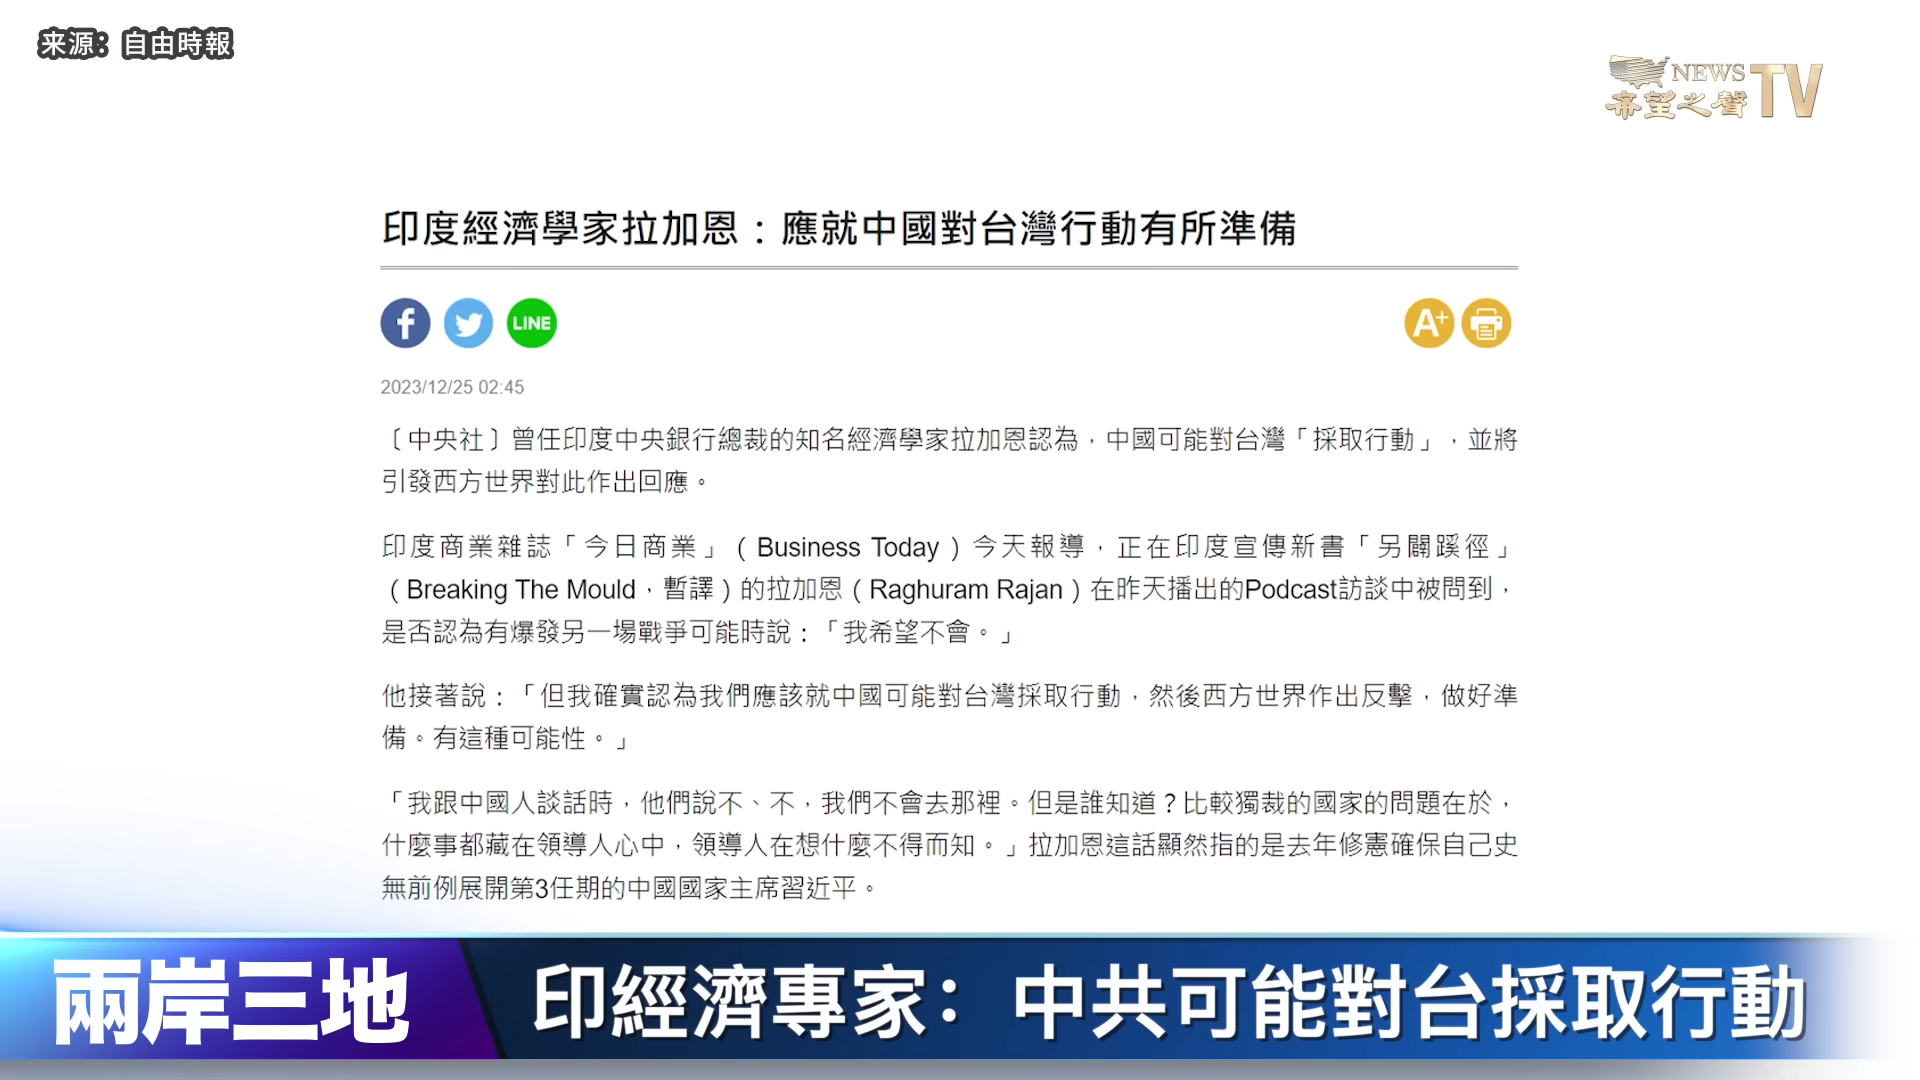 来源：自由時報
NEWS
希望之聲TV
印度經濟學家拉加恩：應就中國對台灣行動有所準備
f
LINE
A+
2023/12/25 02:45
〔中央社〕曾任印度中央銀行總裁的知名經濟學家拉加恩認為，中國可能對台灣「採取行動」，並將
引發西方世界對此作出回應。
印度商業雜誌「今日商業」（Business Today）今天報導，正在印度宣傳新書「另闢蹊徑」
（Breaking The Mould，暫譯）的拉加恩（Raghuram Rajan）在昨天播出的Podcast訪談中被問到，
是否認為有爆發另一場戰爭可能時說：「我希望不會。」
他接著說：「但我確實認為我們應該就中國可能對台灣採取行動，然後西方世界作出反擊，做好準
備。有這種可能性。」
「我跟中國人談話時，他們說不、不，我們不會去那裡。但是誰知道？比較獨裁的國家的問題在於，
什麼事都藏在領導人心中，領導人在想什麼不得而知。」拉加恩這話顯然指的是去年修憲確保自己史
無前例展開第3任期的中國國家主席習近平。
兩岸三地
印經濟專家：中共可能對台採取行動